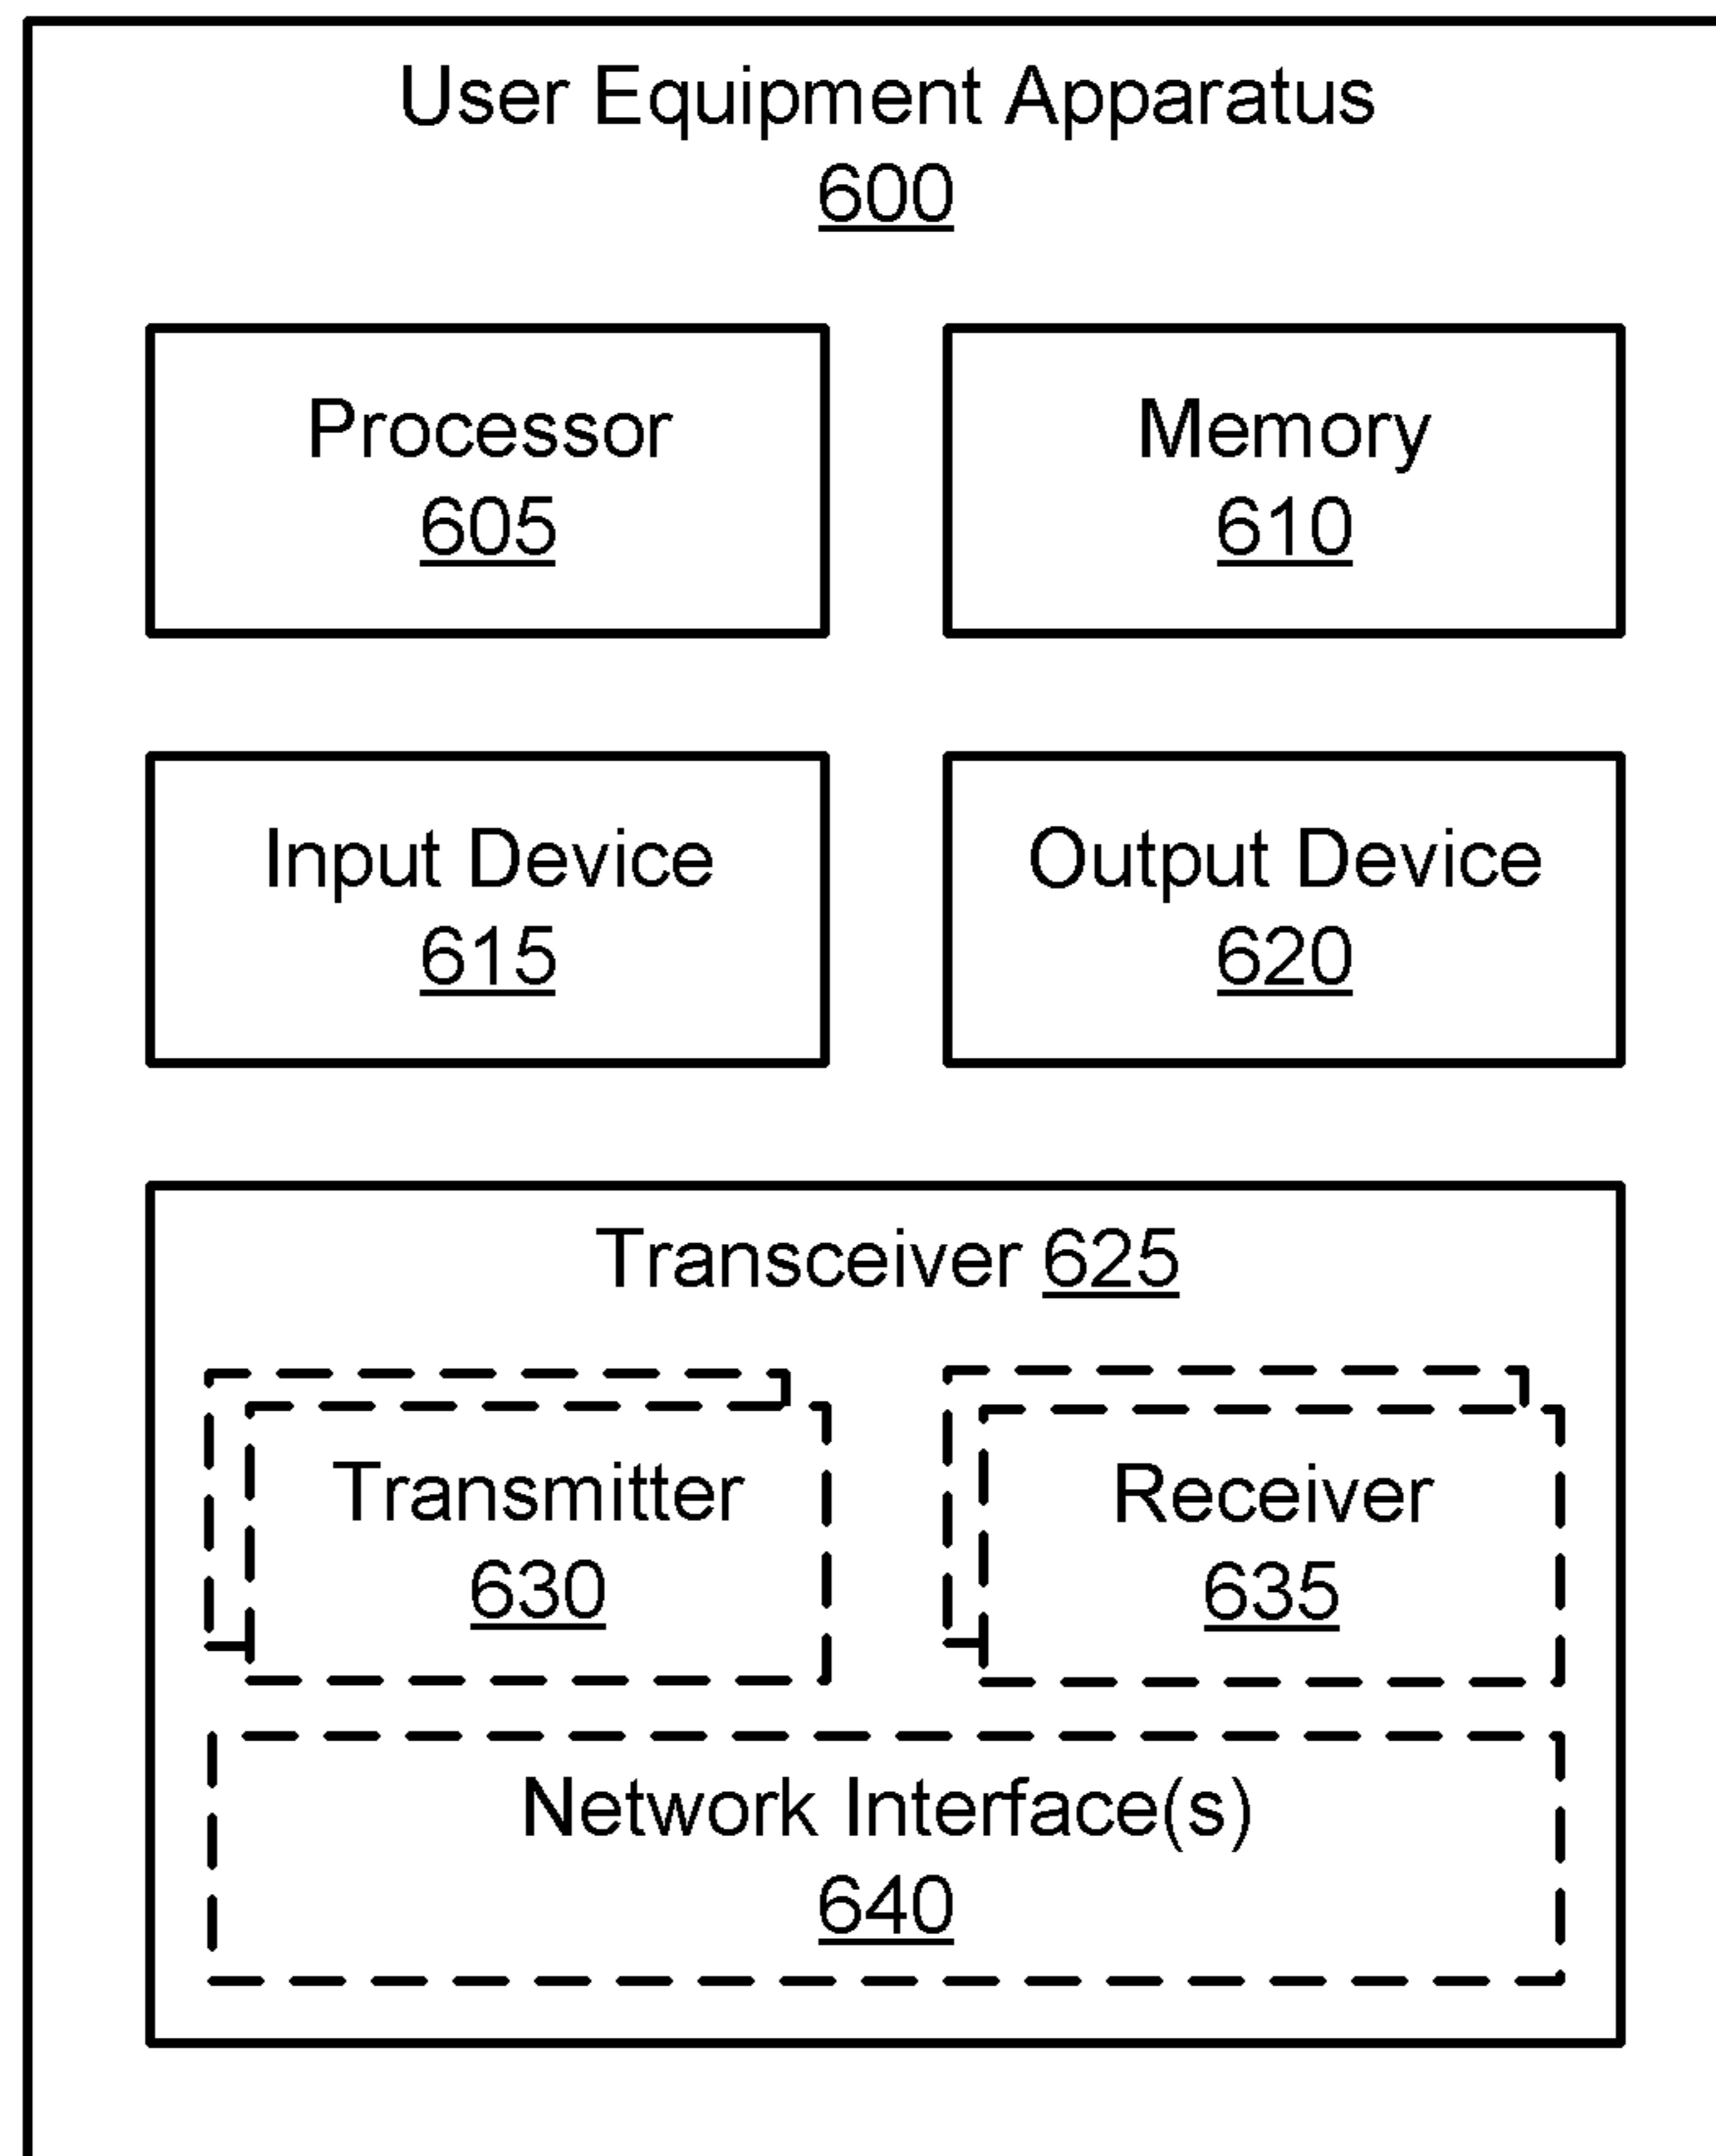 User Equipment Apparatus
600
Processor
605
Memory
610
Input Device
615
Output Device
620
Transceiver 625
Transmitter
630
Receiver
635
Network Interface(s)
640